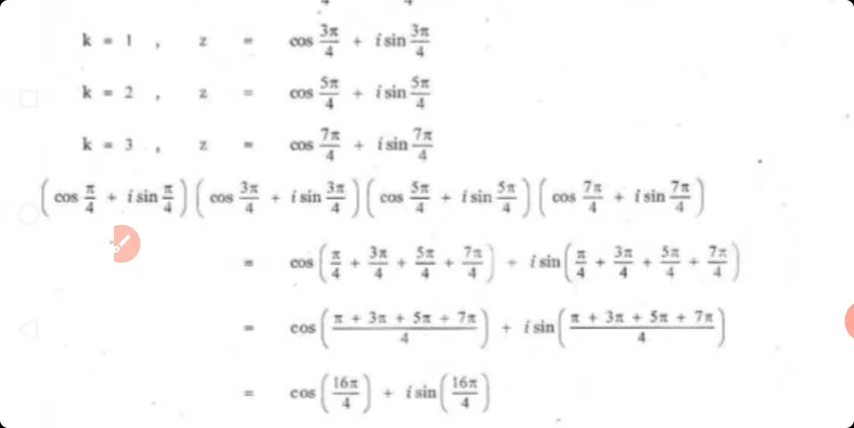 k = 1 , z = cos 3π/4 + i sin 3π/4
k = 2 , z = cos 5π/4 + i sin 5π/4
k = 3 , z = cos 7π/4 + i sin 7π/4
(cos π/4 + i sin π/4)(cos 3π/4 + i sin 3π/4)(cos 5π/4 + i sin 5π/4)(cos 7π/4 + i sin 7π/4)
= cos(π/4 + 3π/4 + 5π/4 + 7π/4) + i sin(π/4 + 3π/4 + 5π/4 + 7π/4)
= cos((π + 3π + 5π + 7π)/4) + i sin((π + 3π + 5π + 7π)/4)
= cos(16π/4) + i sin(16π/4)